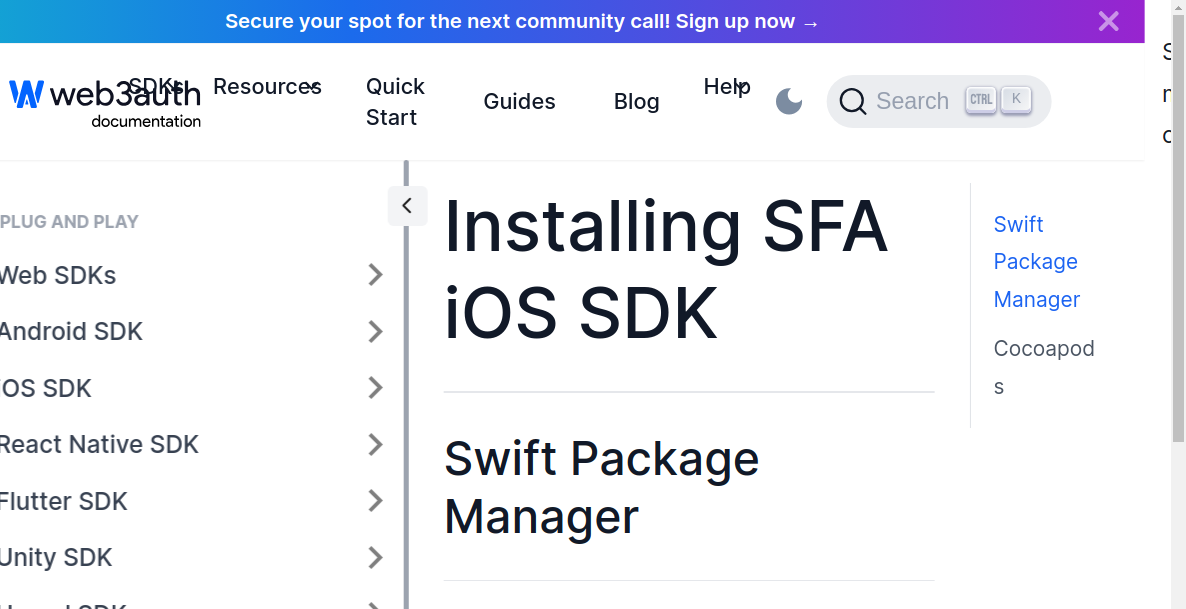 Secure your spot for the next community call! Sign up now →
web3auth
documentation
SDKs
Resources
Quick
Start
Guides
Blog
Help
Search
CTRL
K
PLUG AND PLAY
Web SDKs
Android SDK
iOS SDK
React Native SDK
Flutter SDK
Unity SDK
Installing SFA
iOS SDK
Swift Package
Manager
Swift
Package
Manager
Cocoapod
s